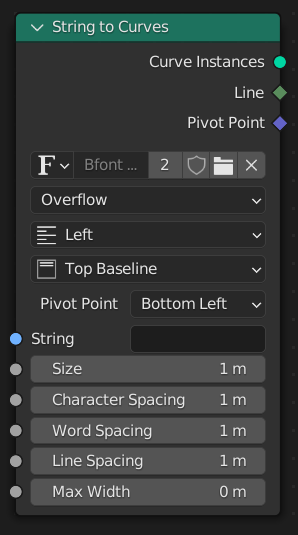 String to Curves
Curve Instances
Line
Pivot Point
F Bfont ... 2
Overflow
Left
Top Baseline
Pivot Point Bottom Left
String
Size 1 m
Character Spacing 1 m
Word Spacing 1 m
Line Spacing 1 m
Max Width 0 m